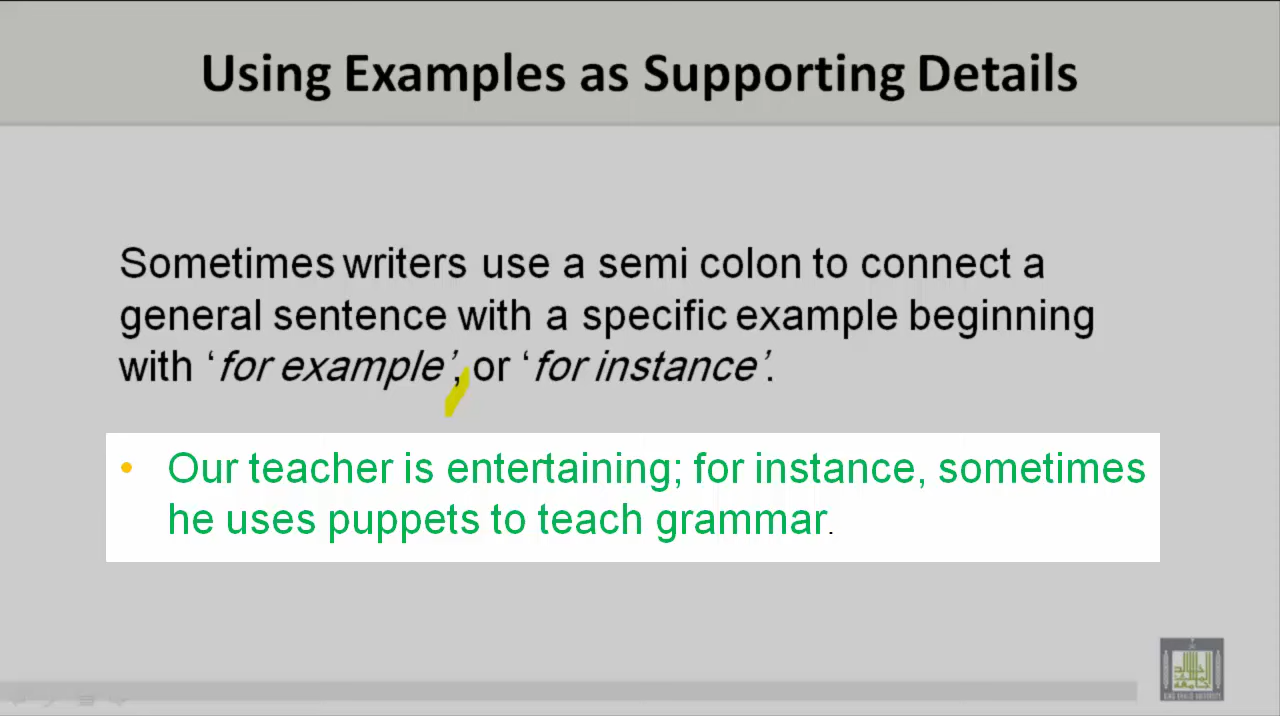 Using Examples as Supporting Details
Sometimes writers use a semi colon to connect a
general sentence with a specific example beginning
with ‘for example’, or ‘for instance’.
• Our teacher is entertaining; for instance, sometimes
he uses puppets to teach grammar.